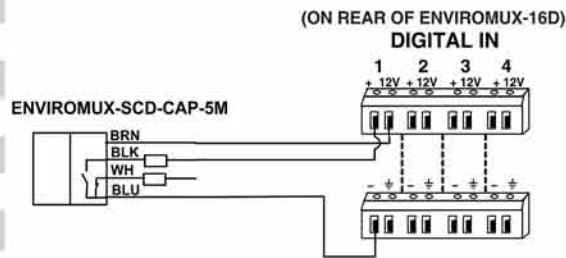 (ON REAR OF ENVIROMUX-16D)
DIGITAL IN
1 2 3 4
+ 12V + 12V + 12V + 12V
ENVIROMUX-SCD-CAP-5M
BRN
BLK
WH
BLU
- ⏚ - ⏚ - ⏚ - ⏚